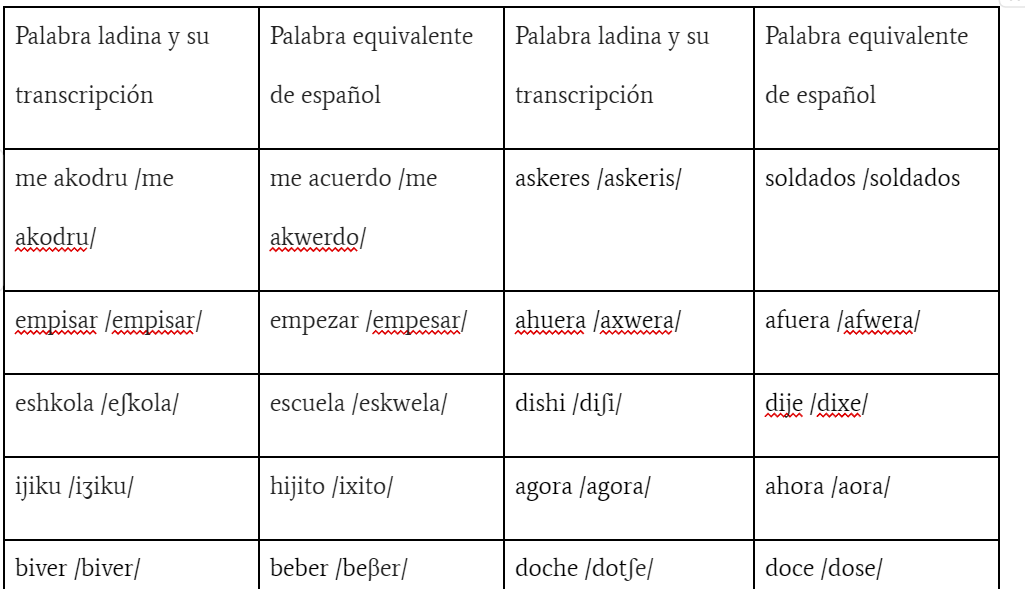 Palabra ladina y su
transcripción
Palabra equivalente
de español
Palabra ladina y su
transcripción
Palabra equivalente
de español
me akodru /me
akodru/
me acuerdo /me
akwerdo/
askeres /askeris/
soldados /soldados
empisar /empisar/
empezar /empesar/
ahuera /axwera/
afuera /afwera/
eshkola /eʃkola/
escuela /eskwela/
dishi /diʃi/
dije /dixe/
ijiku /iʒiku/
hijito /ixito/
agora /agora/
ahora /aora/
biver /biver/
beber /beβer/
doche /dotʃe/
doce /dose/